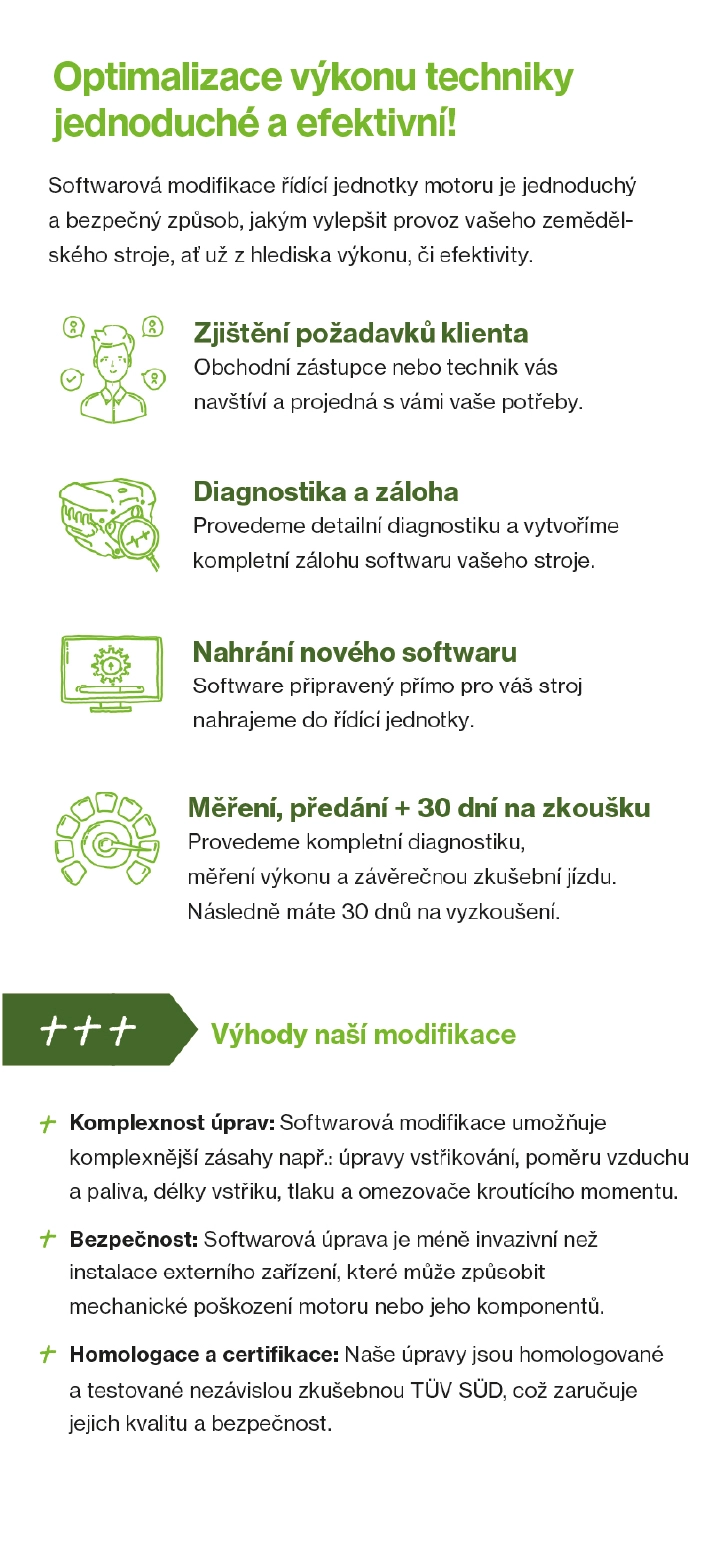 Optimalizace výkonu techniky
jednoduché a efektivní!
Softwarová modifikace řídící jednotky motoru je jednoduchý
a bezpečný způsob, jakým vylepšit provoz vašeho zeměděl-
ského stroje, ať už z hlediska výkonu, či efektivity.
Zjištění požadavků klienta
Obchodní zástupce nebo technik vás
navštíví a projedná s vámi vaše potřeby.
Diagnostika a záloha
Provedeme detailní diagnostiku a vytvoříme
kompletní zálohu softwaru vašeho stroje.
Nahrání nového softwaru
Software připravený přímo pro váš stroj
nahrajeme do řídící jednotky.
Měření, předání + 30 dní na zkoušku
Provedeme kompletní diagnostiku,
měření výkonu a závěrečnou zkušební jízdu.
Následně máte 30 dnů na vyzkoušení.
+++ Výhody naší modifikace
+ Komplexnost úprav: Softwarová modifikace umožňuje
komplexnější zásahy např.: úpravy vstřikování, poměru vzduchu
a paliva, délky vstřiku, tlaku a omezovače kroutícího momentu.
+ Bezpečnost: Softwarová úprava je méně invazivní než
instalace externího zařízení, které může způsobit
mechanické poškození motoru nebo jeho komponentů.
+ Homologace a certifikace: Naše úpravy jsou homologované
a testované nezávislou zkušebnou TÜV SÜD, což zaručuje
jejich kvalitu a bezpečnost.